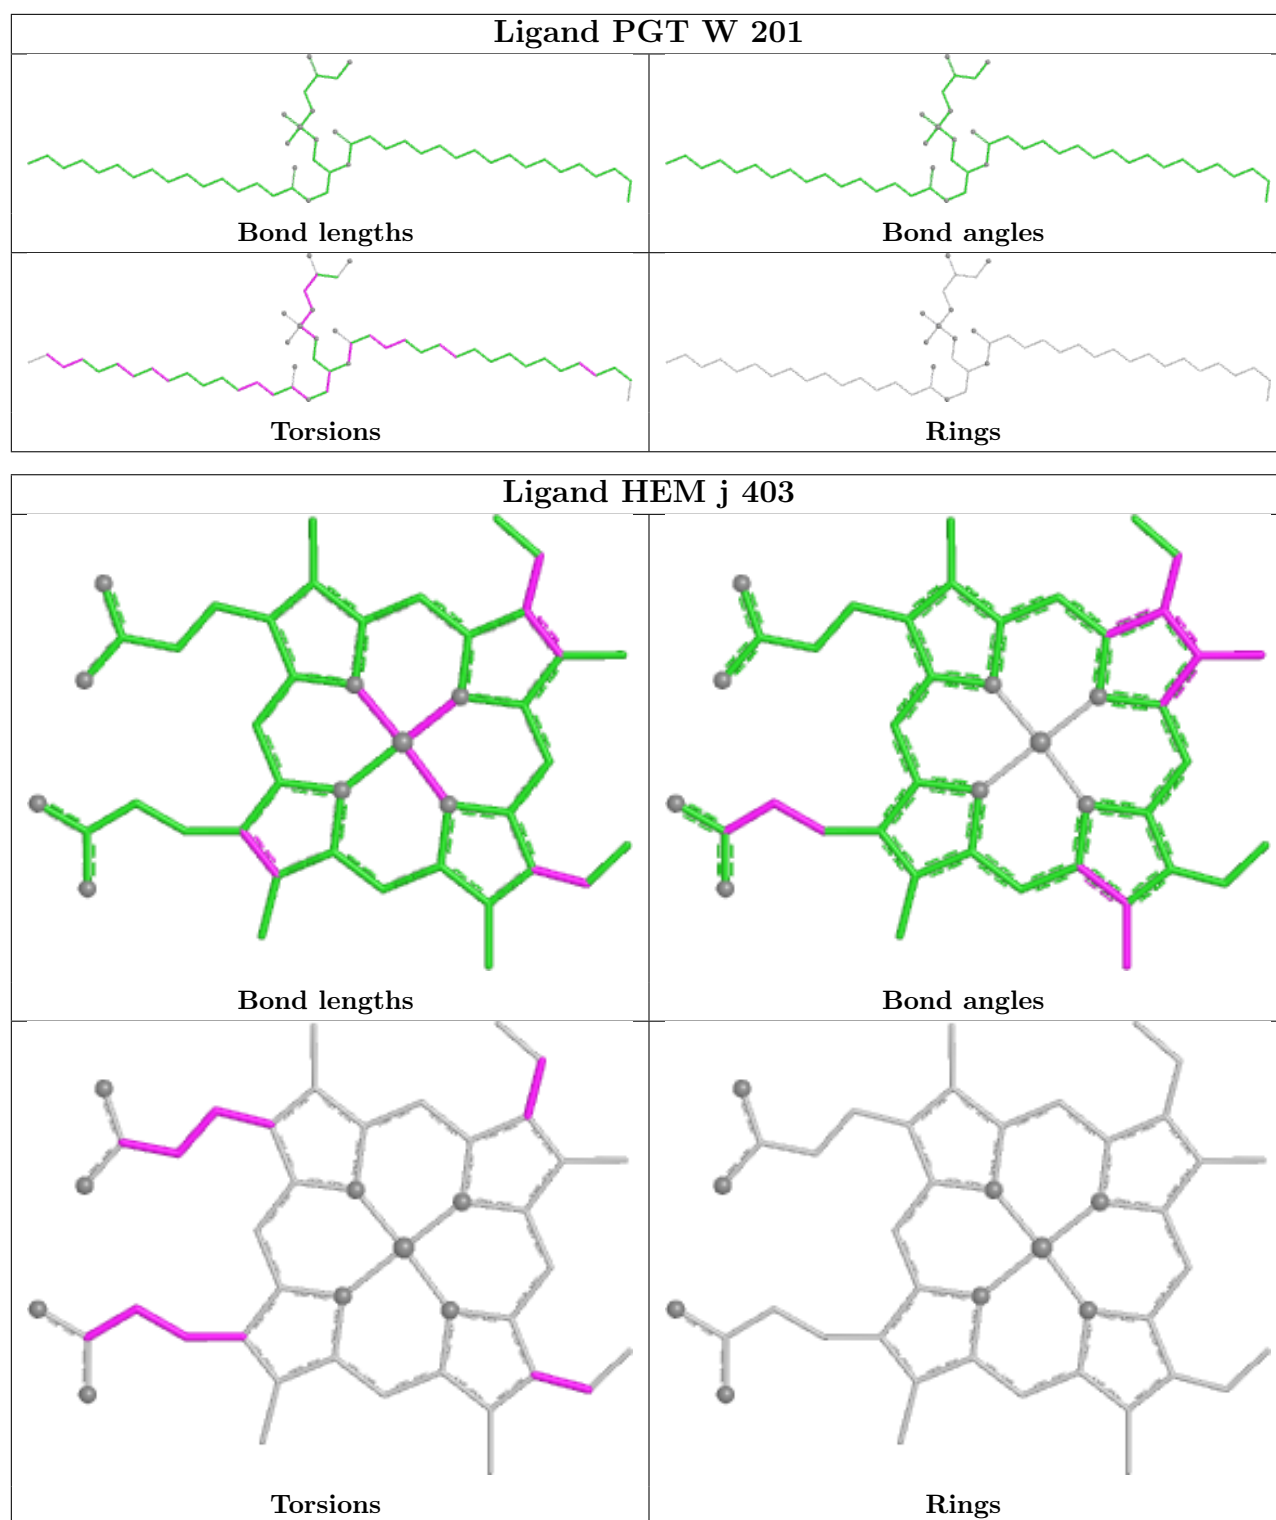 Ligand PGT W 201
Bond lengths
Bond angles
Torsions
Rings
Ligand HEM j 403
Bond lengths
Bond angles
Torsions
Rings